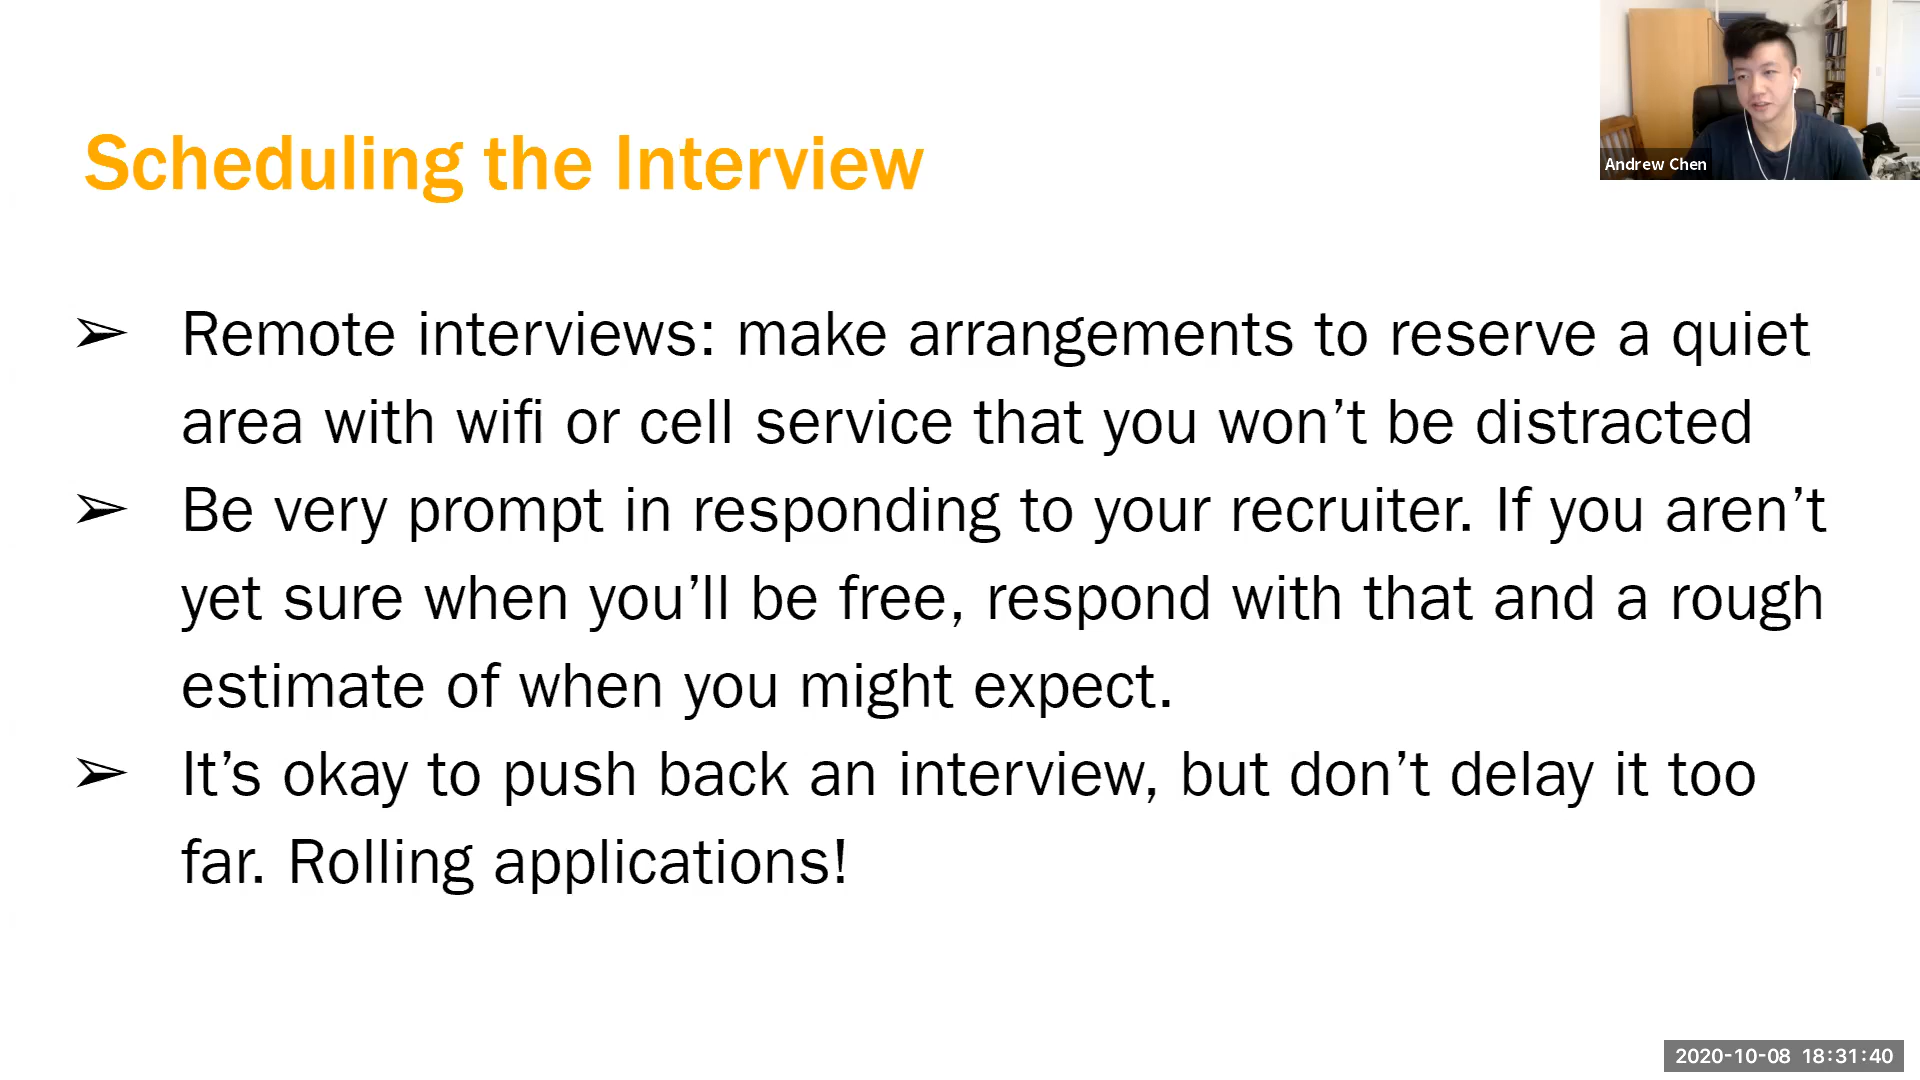 Scheduling the Interview
Andrew Chen
➢ Remote interviews: make arrangements to reserve a quiet
area with wifi or cell service that you won’t be distracted
➢ Be very prompt in responding to your recruiter. If you aren’t
yet sure when you’ll be free, respond with that and a rough
estimate of when you might expect.
➢ It’s okay to push back an interview, but don’t delay it too
far. Rolling applications!
2020-10-08 18:31:40